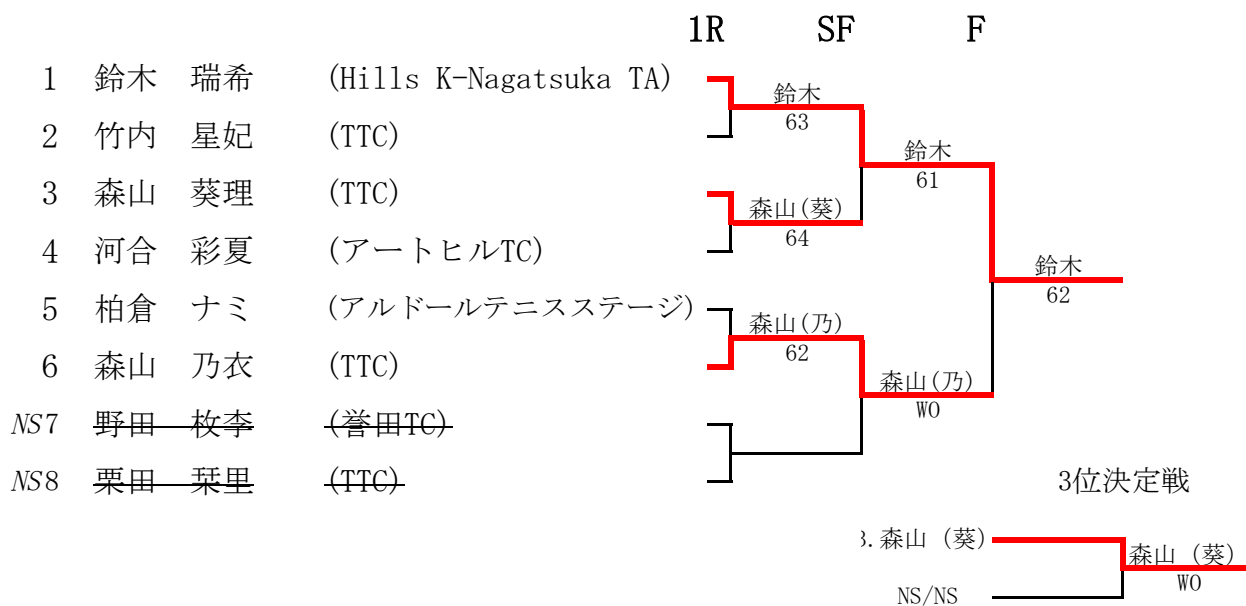 1R SF F
1 鈴木 瑞希 (Hills K-Nagatsuka TA)
鈴木
63
2 竹内 星妃 (TTC)
鈴木
61
3 森山 葵理 (TTC)
森山(葵)
64
4 河合 彩夏 (アートヒルTC)
鈴木
62
5 柏倉 ナミ (アルドールテニスステージ)
森山(乃)
62
6 森山 乃衣 (TTC)
森山(乃)
WO
NS7 野田 枚李 (誉田TC)
NS8 栗田 栞里 (TTC)
3位決定戦
3.森山 (葵)
森山 (葵)
WO
NS/NS